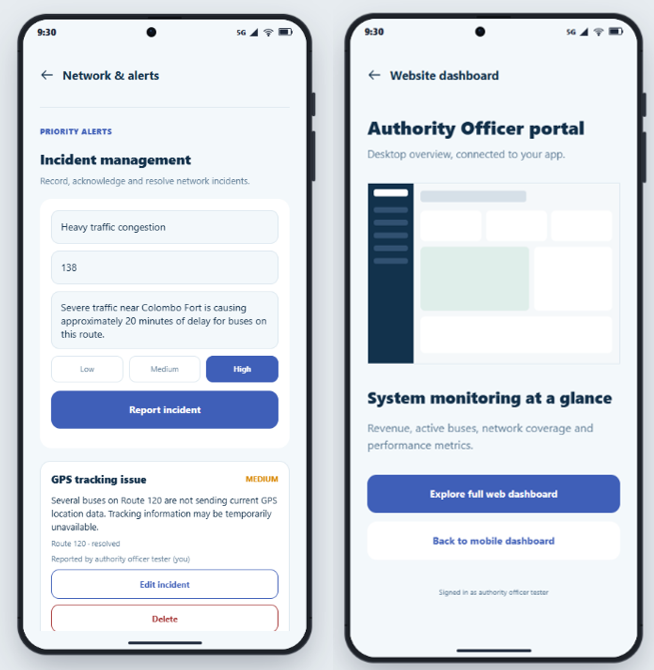 9:30
5G
Network & alerts
PRIORITY ALERTS
Incident management
Record, acknowledge and resolve network incidents.
Heavy traffic congestion
138
Severe traffic near Colombo Fort is causing
approximately 20 minutes of delay for buses on
this route.
Low Medium High
Report incident
GPS tracking issue MEDIUM
Several buses on Route 120 are not sending current GPS
location data. Tracking information may be temporarily
unavailable.
Route 120 · resolved
Reported by authority officer tester (you)
Edit incident
Delete
9:30
5G
Website dashboard
Authority Officer portal
Desktop overview, connected to your app.
System monitoring at a glance
Revenue, active buses, network coverage and
performance metrics.
Explore full web dashboard
Back to mobile dashboard
Signed in as authority officer tester